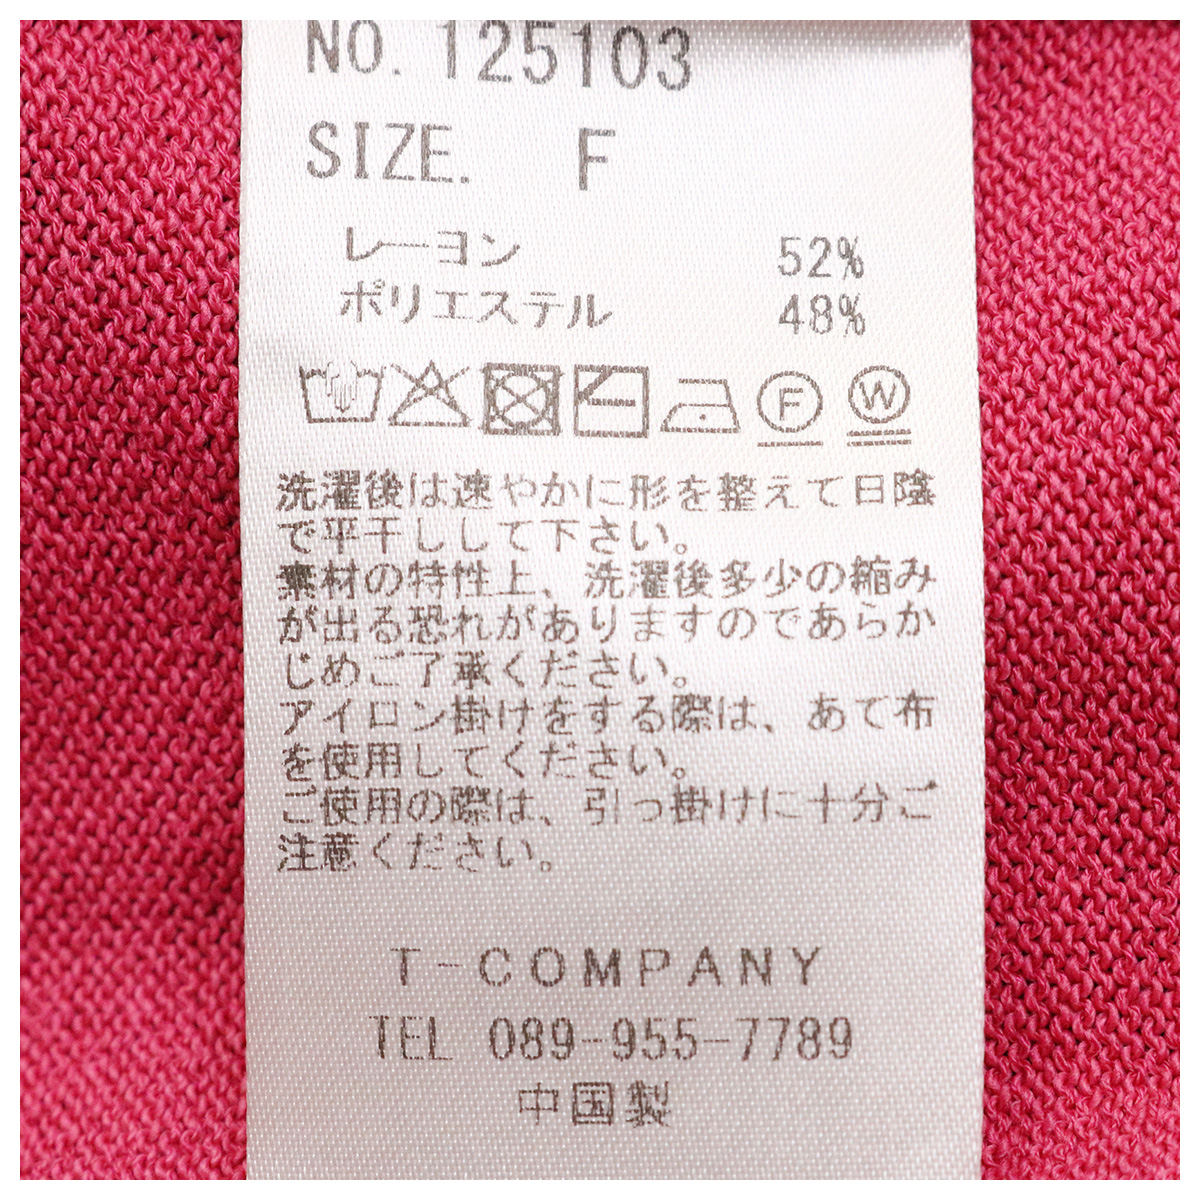 NO. 125103
SIZE. F
レーヨン 52%
ポリエステル 48%
F W
洗濯後は速やかに形を整えて日陰
で平干しして下さい。
素材の特性上、洗濯後多少の縮み
が出る恐れがありますのであらか
じめご了承ください。
アイロン掛けをする際は、あて布
を使用してください。
ご使用の際は、引っ掛けに十分ご
注意ください。
T-COMPANY
TEL 089-955-7789
中国製